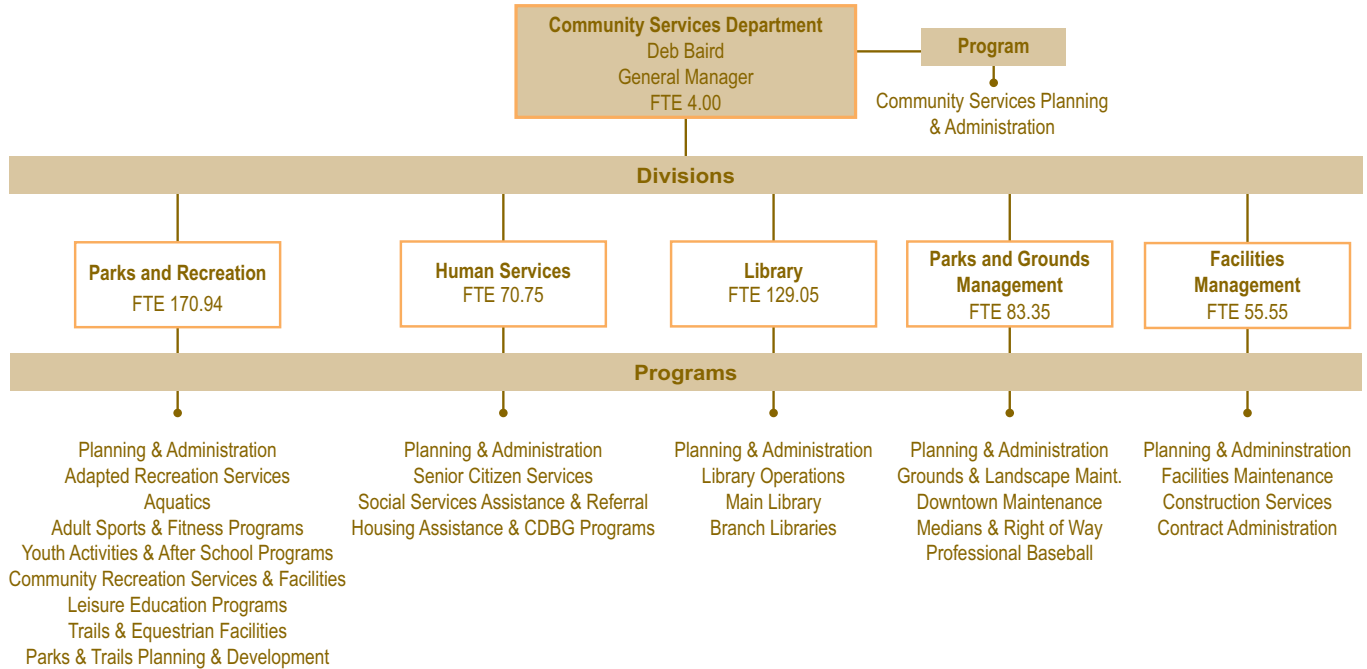 Community Services Department
Deb Baird
General Manager
FTE 4.00
Program
Community Services Planning
& Administration
Divisions
Parks and Recreation
FTE 170.94
Human Services
FTE 70.75
Library
FTE 129.05
Parks and Grounds
Management
FTE 83.35
Facilities
Management
FTE 55.55
Programs
Planning & Administration
Adapted Recreation Services
Aquatics
Adult Sports & Fitness Programs
Youth Activities & After School Programs
Community Recreation Services & Facilities
Leisure Education Programs
Trails & Equestrian Facilities
Parks & Trails Planning & Development
Planning & Administration
Senior Citizen Services
Social Services Assistance & Referral
Housing Assistance & CDBG Programs
Planning & Administration
Library Operations
Main Library
Branch Libraries
Planning & Administration
Grounds & Landscape Maint.
Downtown Maintenance
Medians & Right of Way
Professional Baseball
Planning & Admininstration
Facilities Maintenance
Construction Services
Contract Administration